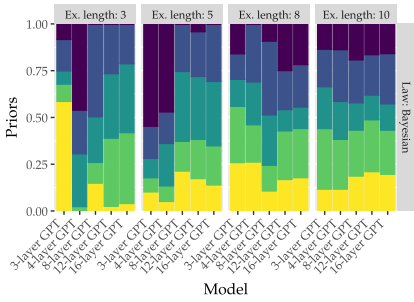 Ex. length: 3
Ex. length: 5
Ex. length: 8
Ex. length: 10
Law: Bayesian
Priors
1.00
0.75
0.50
0.25
0.00
3-layer GPT
4-layer GPT
8-layer GPT
12-layer GPT
16-layer GPT
3-layer GPT
4-layer GPT
8-layer GPT
12-layer GPT
16-layer GPT
3-layer GPT
4-layer GPT
8-layer GPT
12-layer GPT
16-layer GPT
3-layer GPT
4-layer GPT
8-layer GPT
12-layer GPT
16-layer GPT
Model